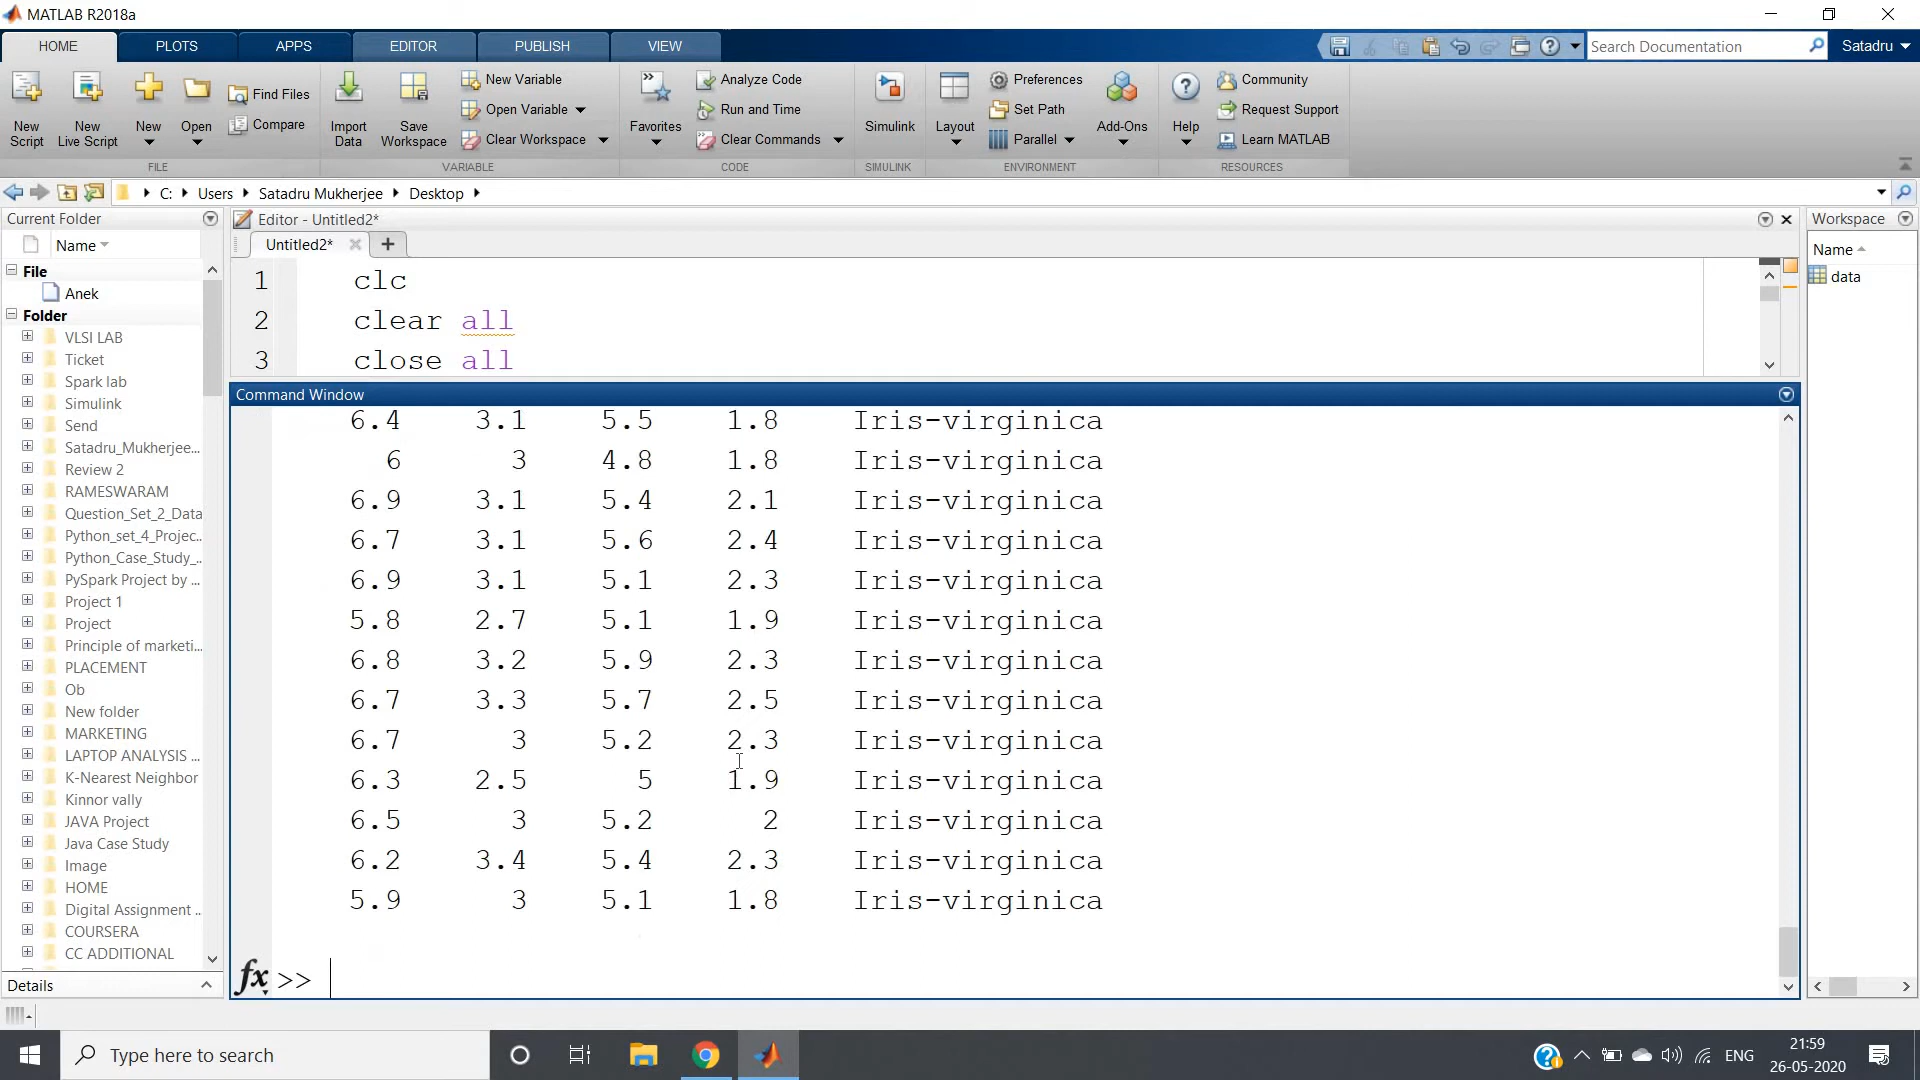 MATLAB R2018a
HOME PLOTS APPS EDITOR PUBLISH VIEW Search Documentation Satadru
New Script
New Live Script
New
Open
Find Files
Compare
FILE
Import Data
Save Workspace
New Variable
Open Variable
Clear Workspace
VARIABLE
Favorites
Analyze Code
Run and Time
Clear Commands
CODE
Simulink
SIMULINK
Layout
Preferences
Set Path
Parallel
Add-Ons
ENVIRONMENT
Help
Community
Request Support
Learn MATLAB
RESOURCES
C: Users Satadru Mukherjee Desktop
Current Folder
Name
File
Anek
Folder
VLSI LAB
Ticket
Spark lab
Simulink
Send
Satadru_Mukherjee...
Review 2
RAMESWARAM
Question_Set_2_Data
Python_set_4_Projec...
Python_Case_Study_...
PySpark Project by ...
Project 1
Project
Principle of marketi...
PLACEMENT
Ob
New folder
MARKETING
LAPTOP ANALYSIS ...
K-Nearest Neighbor
Kinnor vally
JAVA Project
Java Case Study
Image
HOME
Digital Assignment ...
COURSERA
CC ADDITIONAL
Details
Editor - Untitled2*
Untitled2* +
1 clc
2 clear all
3 close all
Command Window
6.4 3.1 5.5 1.8 Iris-virginica
6 3 4.8 1.8 Iris-virginica
6.9 3.1 5.4 2.1 Iris-virginica
6.7 3.1 5.6 2.4 Iris-virginica
6.9 3.1 5.1 2.3 Iris-virginica
5.8 2.7 5.1 1.9 Iris-virginica
6.8 3.2 5.9 2.3 Iris-virginica
6.7 3.3 5.7 2.5 Iris-virginica
6.7 3 5.2 2.3 Iris-virginica
6.3 2.5 5 1.9 Iris-virginica
6.5 3 5.2 2 Iris-virginica
6.2 3.4 5.4 2.3 Iris-virginica
5.9 3 5.1 1.8 Iris-virginica
fx >>
Workspace
Name
data
Type here to search
ENG
21:59
26-05-2020